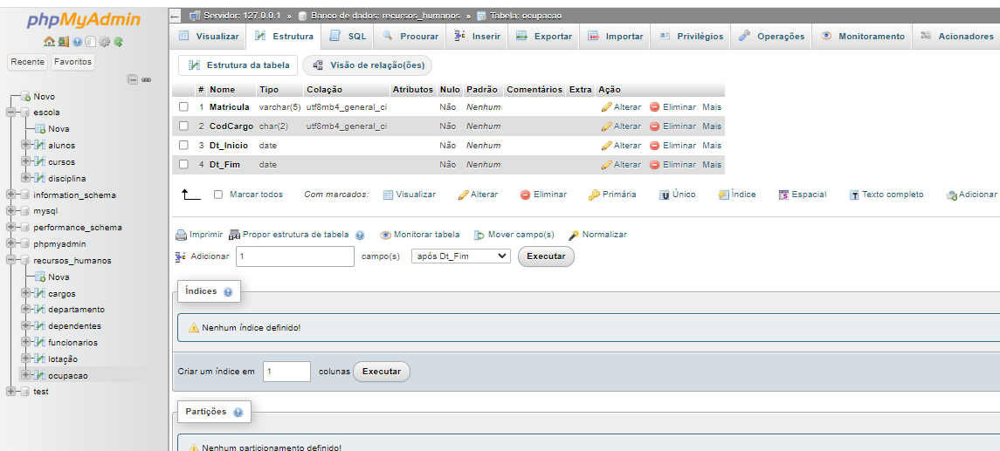 phpMyAdmin
Recente Favoritos
Novo
escola
Nova
alunos
cursos
disciplina
information_schema
mysql
performance_schema
phpmyadmin
recursos_humanos
Nova
cargos
departamento
dependentes
funcionarios
lotação
ocupacao
test
← Servidor: 127.0.0.1 » Banco de dados: recursos_humanos » Tabela: ocupacao
Visualizar Estrutura SQL Procurar Inserir Exportar Importar Privilégios Operações Monitoramento Acionadores
Estrutura da tabela Visão de relação(ões)
# Nome Tipo Colação Atributos Nulo Padrão Comentários Extra Ação
1 Matricula varchar(5) utf8mb4_general_ci Não Nenhum Alterar Eliminar Mais
2 CodCargo char(2) utf8mb4_general_ci Não Nenhum Alterar Eliminar Mais
3 Dt_Inicio date Não Nenhum Alterar Eliminar Mais
4 Dt_Fim date Não Nenhum Alterar Eliminar Mais
Marcar todos Com marcados: Visualizar Alterar Eliminar Primária Único Índice Espacial Texto completo Adicionar
Imprimir Propor estrutura de tabela Monitorar tabela Mover campo(s) Normalizar
Adicionar 1 campo(s) após Dt_Fim Executar
Índices
Nenhum índice definido!
Criar um índice em 1 colunas Executar
Partições
Nenhum particionamento definido!